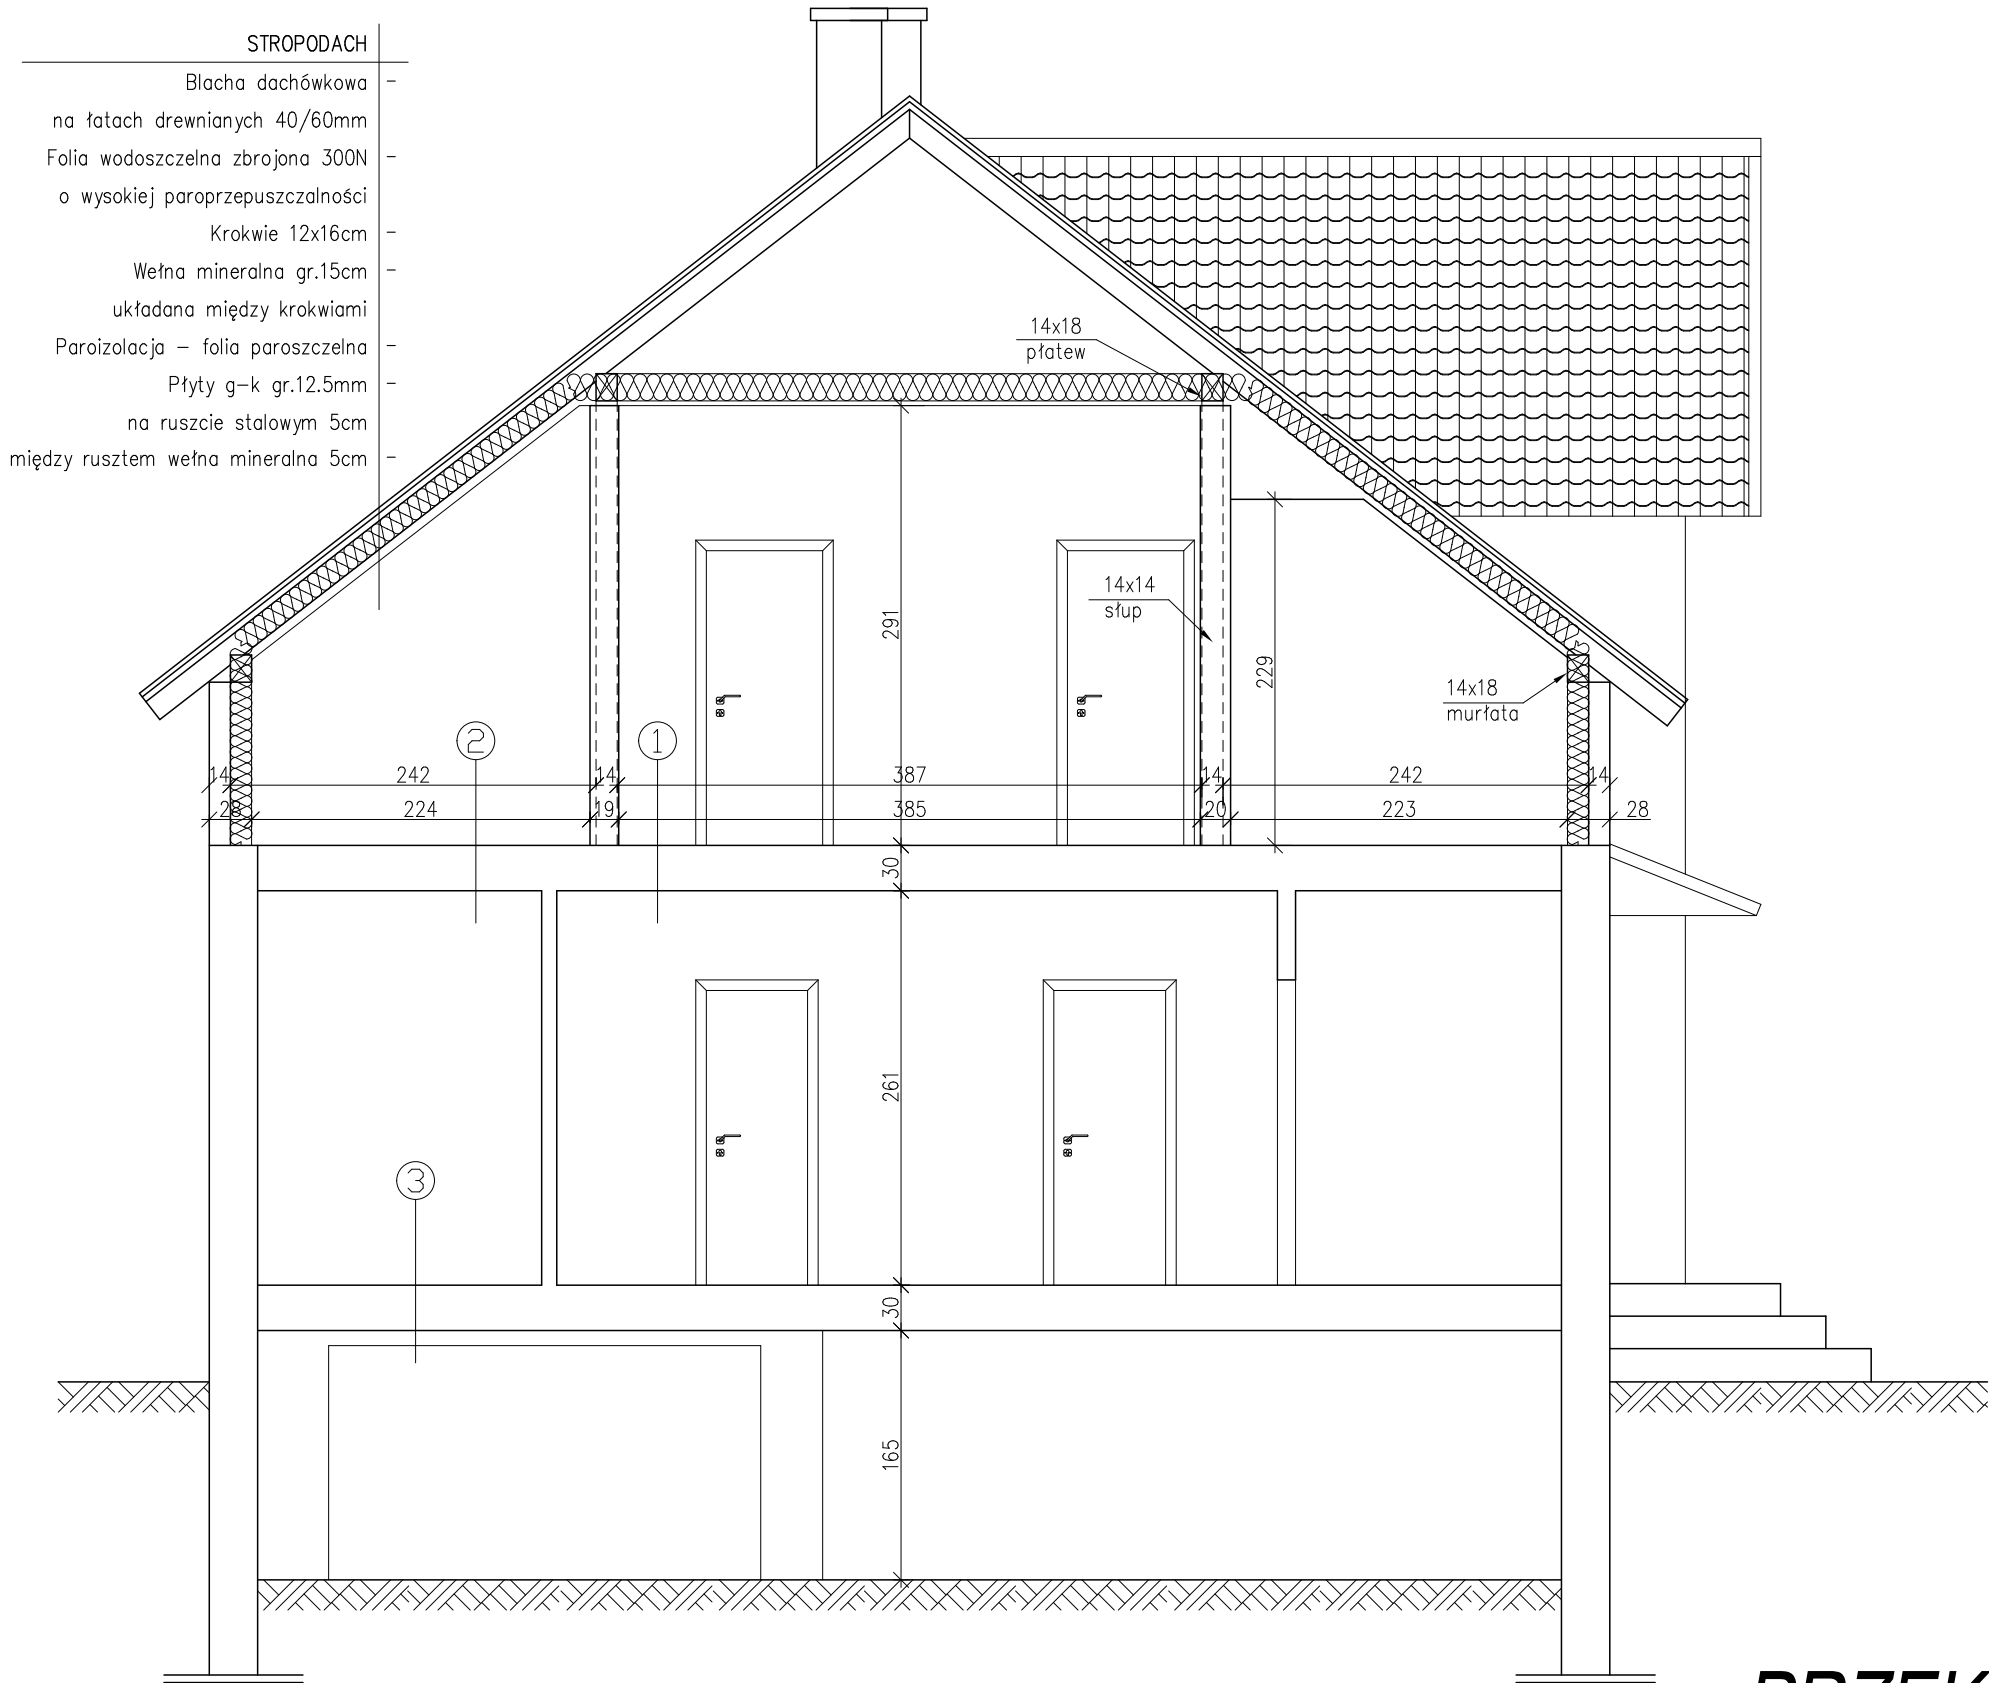 STROPODACH
Blacha dachówkowa
na łatach drewnianych 40/60mm
Folia wodoszczelna zbrojona 300N
o wysokiej paroprzepuszczalności
Krokwie 12x16cm
Wełna mineralna gr.15cm
układana między krokwiami
Paroizolacja – folia paroszczelna
Płyty g–k gr.12.5mm
na ruszcie stalowym 5cm
między rusztem wełna mineralna 5cm
14x18
płatew
14x14
słup
291
229
14x18
murłata
2
1
14 242 14 387 14 242 14
28 224 19 385 20 223 28
30
261
3
30
165